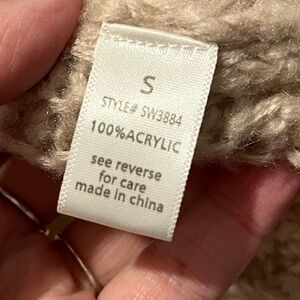 S
STYLE# SW3884
100%ACRYLIC
see reverse
for care
made in china